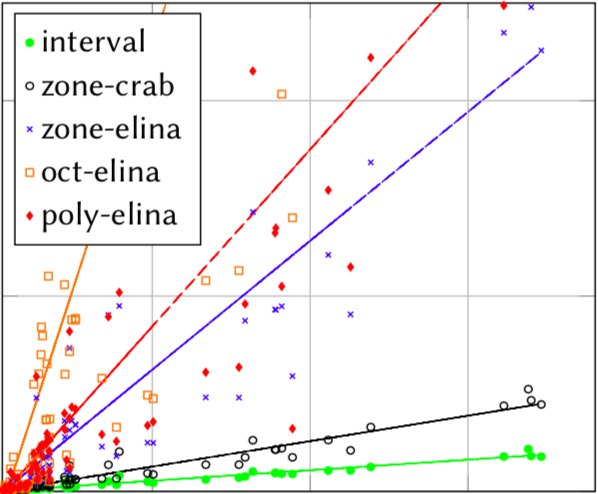 interval
zone-crab
zone-elina
oct-elina
poly-elina